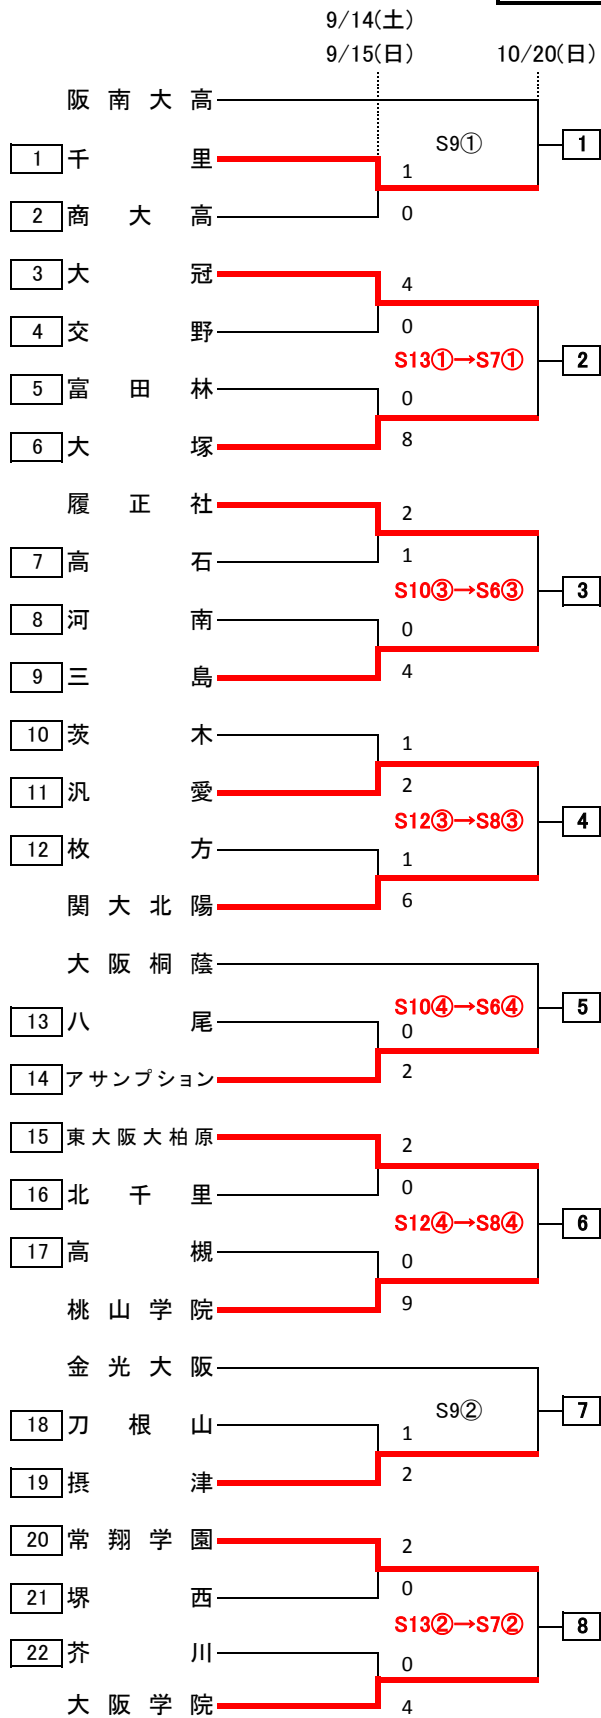 9/14(土)
9/15(日) 10/20(日)
阪南大高
S9① 1
1 千里
1
2 商大高 0
3 大冠 4
4 交野 0
S13①→S7① 2
5 富田林 0
6 大塚 8
履正社 2
7 高石 1
S10③→S6③ 3
8 河南 0
9 三島 4
10 茨木 1
11 汎愛 2
S12③→S8③ 4
12 枚方 1
関大北陽 6
大阪桐蔭
S10④→S6④ 5
13 八尾 0
14 アサンプション 2
15 東大阪大柏原 2
16 北千里 0
S12④→S8④ 6
17 高槻 0
桃山学院 9
金光大阪
S9② 7
18 刀根山 1
19 摂津 2
20 常翔学園 2
21 堺西 0
S13②→S7② 8
22 芥川 0
大阪学院 4